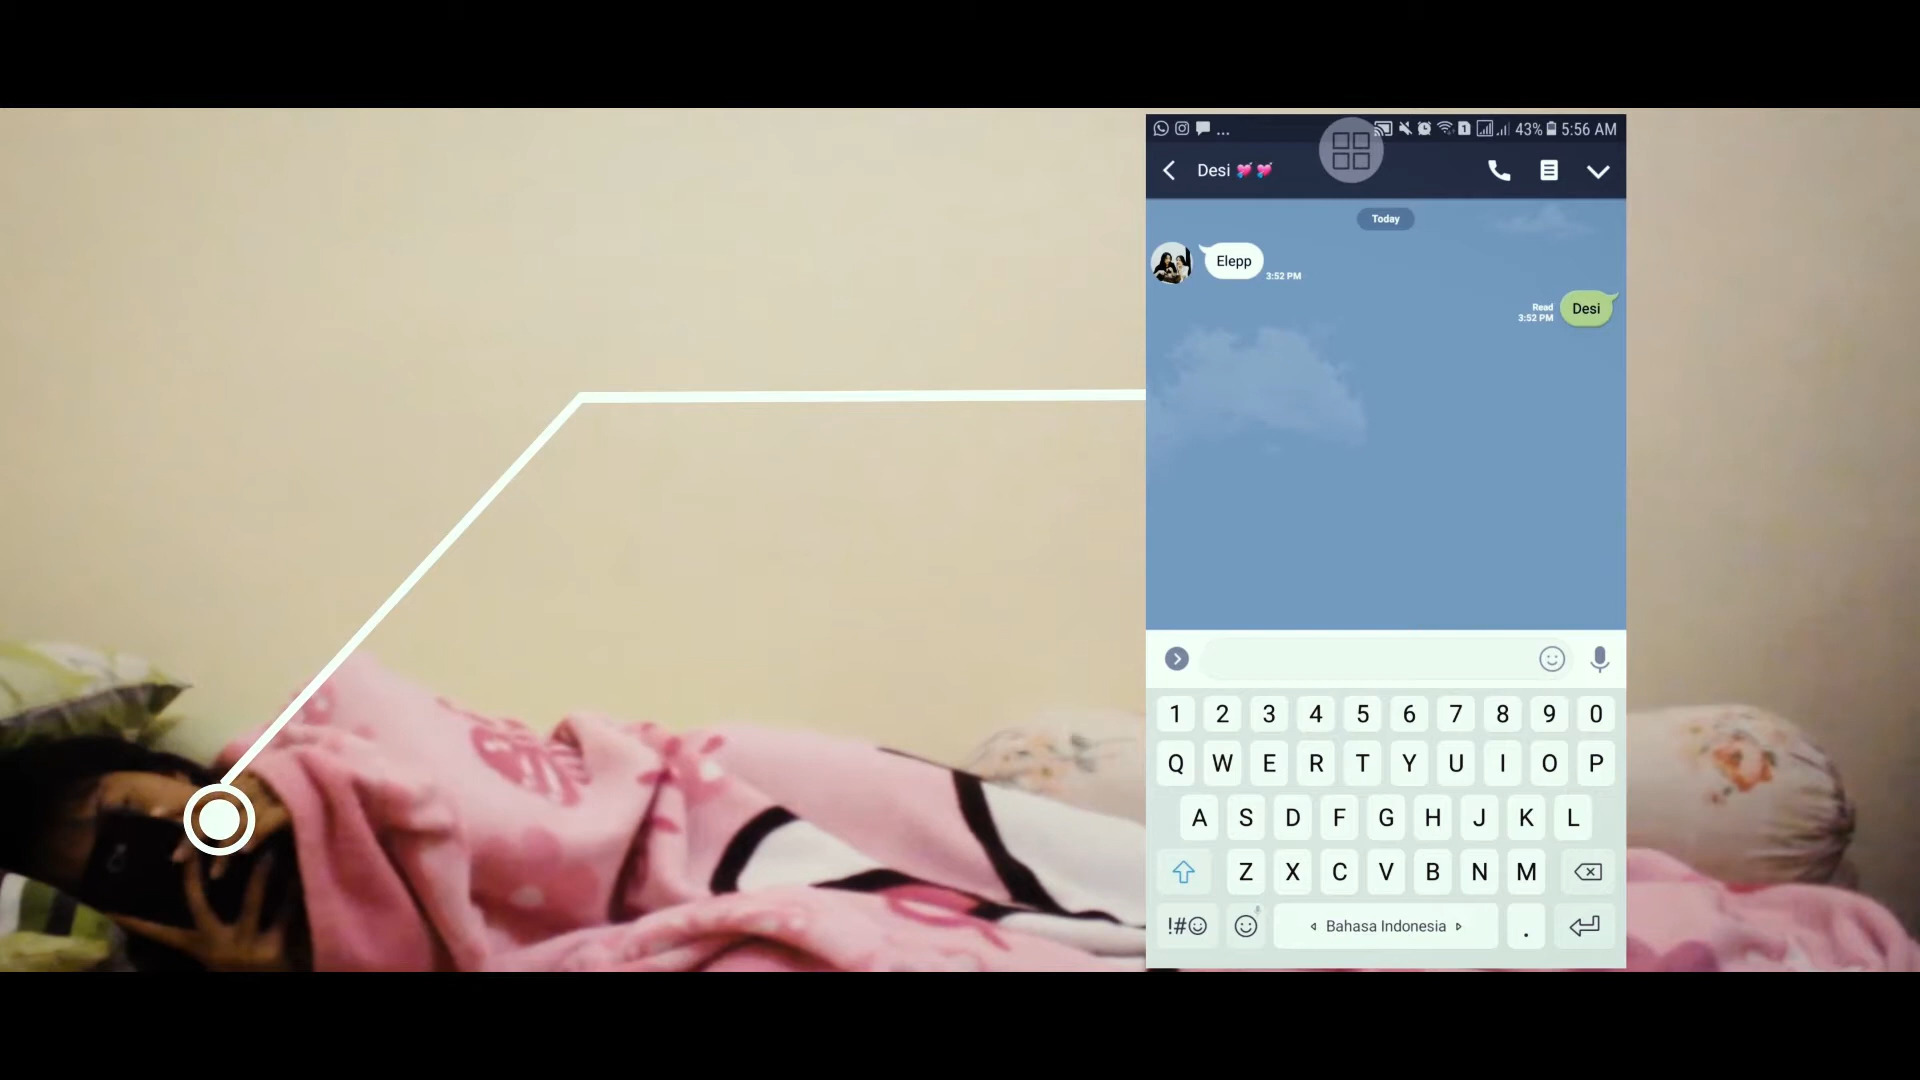 ... 1 43% 5:56 AM
Desi 💘💘
Today
Elepp
3:52 PM
Read
3:52 PM
Desi
1 2 3 4 5 6 7 8 9 0
Q W E R T Y U I O P
A S D F G H J K L
Z X C V B N M
!#☺ Bahasa Indonesia .